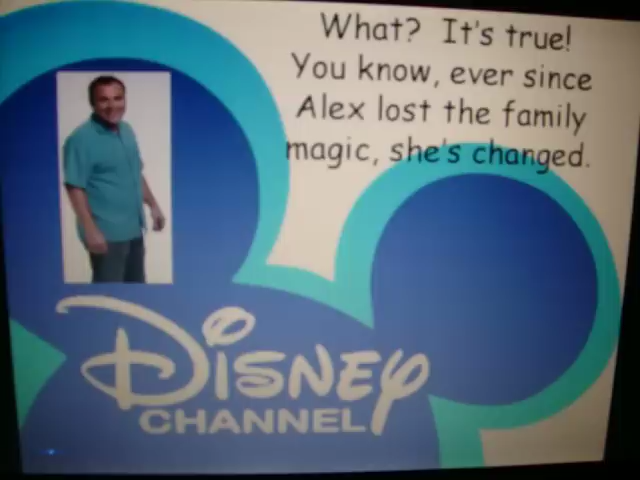 What? It's true!
You know, ever since
Alex lost the family
magic, she's changed.
DISNEY
CHANNEL